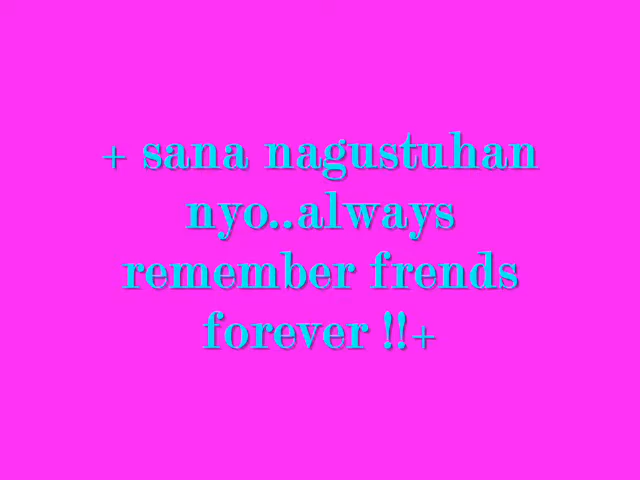 + sana nagustuhan
nyo..always
remember frends
forever !!+